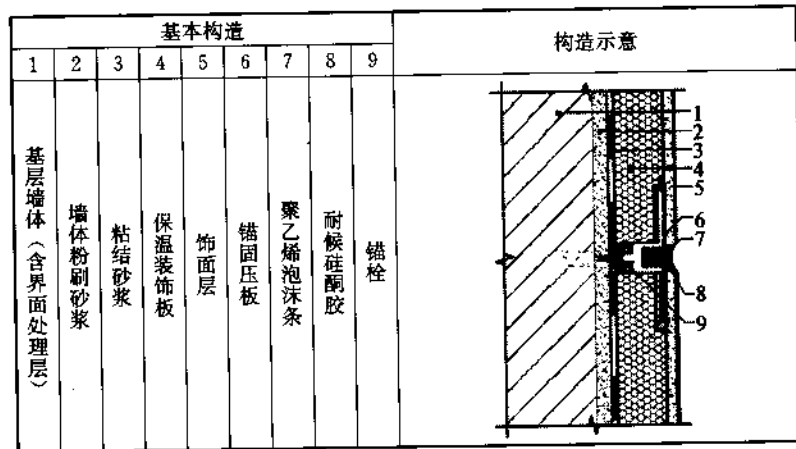 基本构造
构造示意
1 2 3 4 5 6 7 8 9
基层墙体（含界面处理层）
墙体粉刷砂浆
粘结砂浆
保温装饰板
饰面层
锚固压板
聚乙烯泡沫条
耐候硅酮胶
锚栓
1
2
3
4
5
6
7
8
9